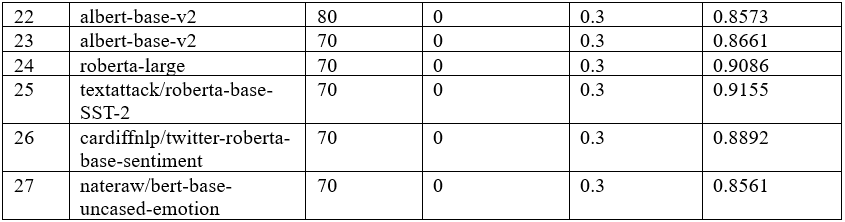 22 albert-base-v2 80 0 0.3 0.8573
23 albert-base-v2 70 0 0.3 0.8661
24 roberta-large 70 0 0.3 0.9086
25 textattack/roberta-base- 70 0 0.3 0.9155
SST-2
26 cardiffnlp/twitter-roberta- 70 0 0.3 0.8892
base-sentiment
27 nateraw/bert-base- 70 0 0.3 0.8561
uncased-emotion